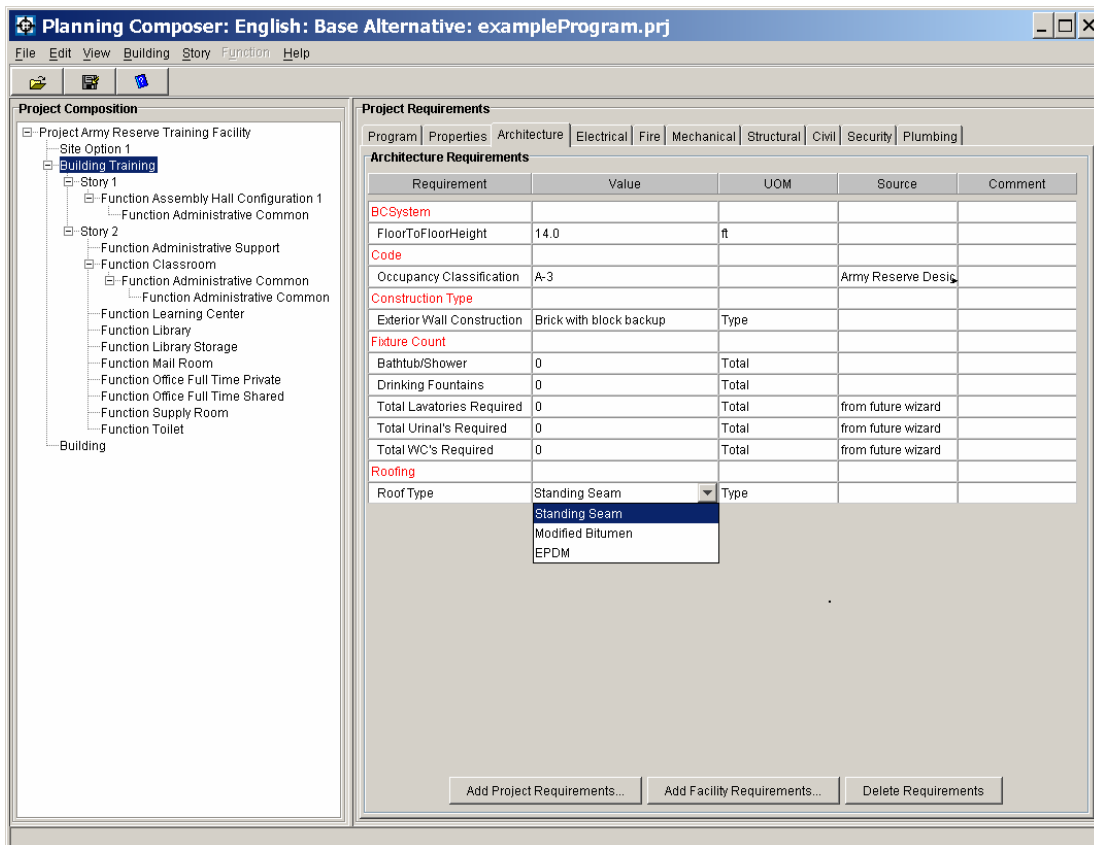 Planning Composer: English: Base Alternative: exampleProgram.prj
File Edit View Building Story Function Help
Project Composition
Project Army Reserve Training Facility
Site Option 1
Building Training
Story 1
Function Assembly Hall Configuration 1
Function Administrative Common
Story 2
Function Administrative Support
Function Classroom
Function Administrative Common
Function Administrative Common
Function Learning Center
Function Library
Function Library Storage
Function Mail Room
Function Office Full Time Private
Function Office Full Time Shared
Function Supply Room
Function Toilet
Building
Project Requirements
Program Properties Architecture Electrical Fire Mechanical Structural Civil Security Plumbing
Architecture Requirements
Requirement Value UOM Source Comment
BCSystem
FloorToFloorHeight 14.0 ft
Code
Occupancy Classification A-3 Army Reserve Desig
Construction Type
Exterior Wall Construction Brick with block backup Type
Fixture Count
Bathtub/Shower 0 Total
Drinking Fountains 0 Total
Total Lavatories Required 0 Total from future wizard
Total Urinal's Required 0 Total from future wizard
Total WC's Required 0 Total from future wizard
Roofing
Roof Type Standing Seam Type
Standing Seam
Modified Bitumen
EPDM
Add Project Requirements... Add Facility Requirements... Delete Requirements